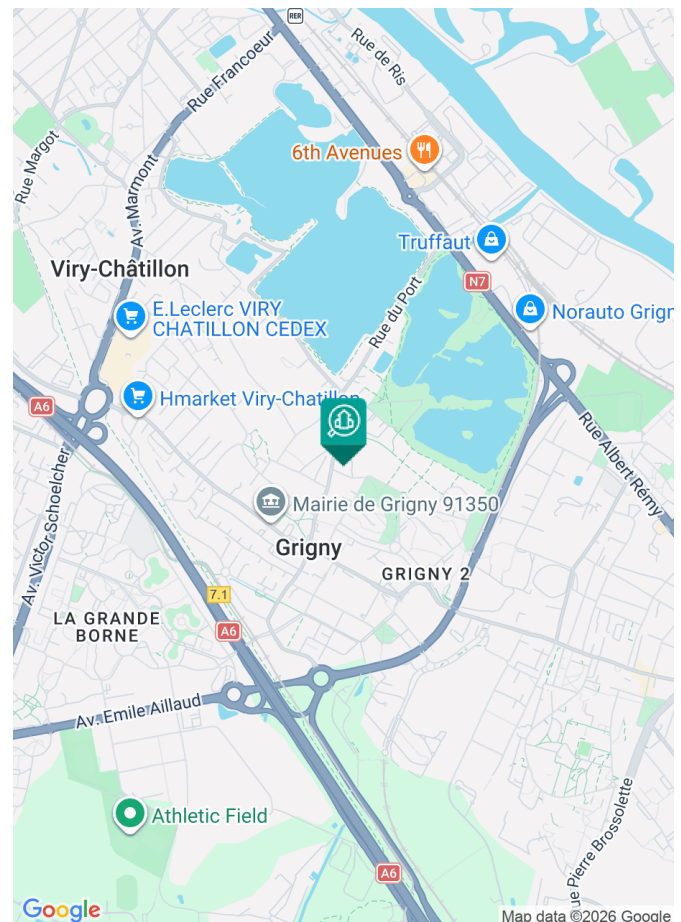 RER
Rue de Ris
Rue Francoeur
6th Avenues
Rue Margot
Av. Marmont
Truffaut
Viry-Châtillon
N7
E.Leclerc VIRY
CHATILLON CEDEX
Rue du Port
Norauto Grign
Hmarket Viry-Chatillon
A6
Rue Albert Rémy
Av. Victor Schoelcher
Mairie de Grigny 91350
Grigny
GRIGNY 2
7.1
LA GRANDE
BORNE
A6
Av. Emile Aillaud
Athletic Field
Rue Pierre Brossolette
A6
Google
Map data ©2026 Google